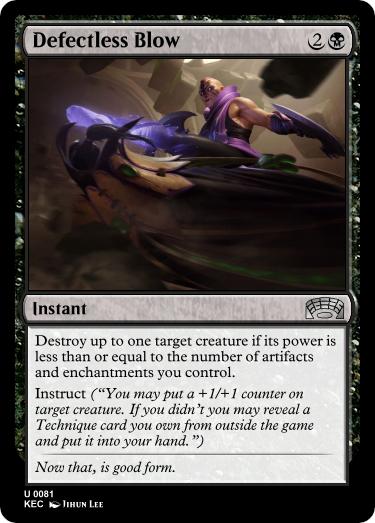 Defectless Blow 2
Instant
Destroy up to one target creature if its power is
less than or equal to the number of artifacts
and enchantments you control.
Instruct (“You may put a +1/+1 counter on
target creature. If you didn’t you may reveal a
Technique card you own from outside the game
and put it into your hand.”)
Now that, is good form.
U 0081
KEC Jihun Lee